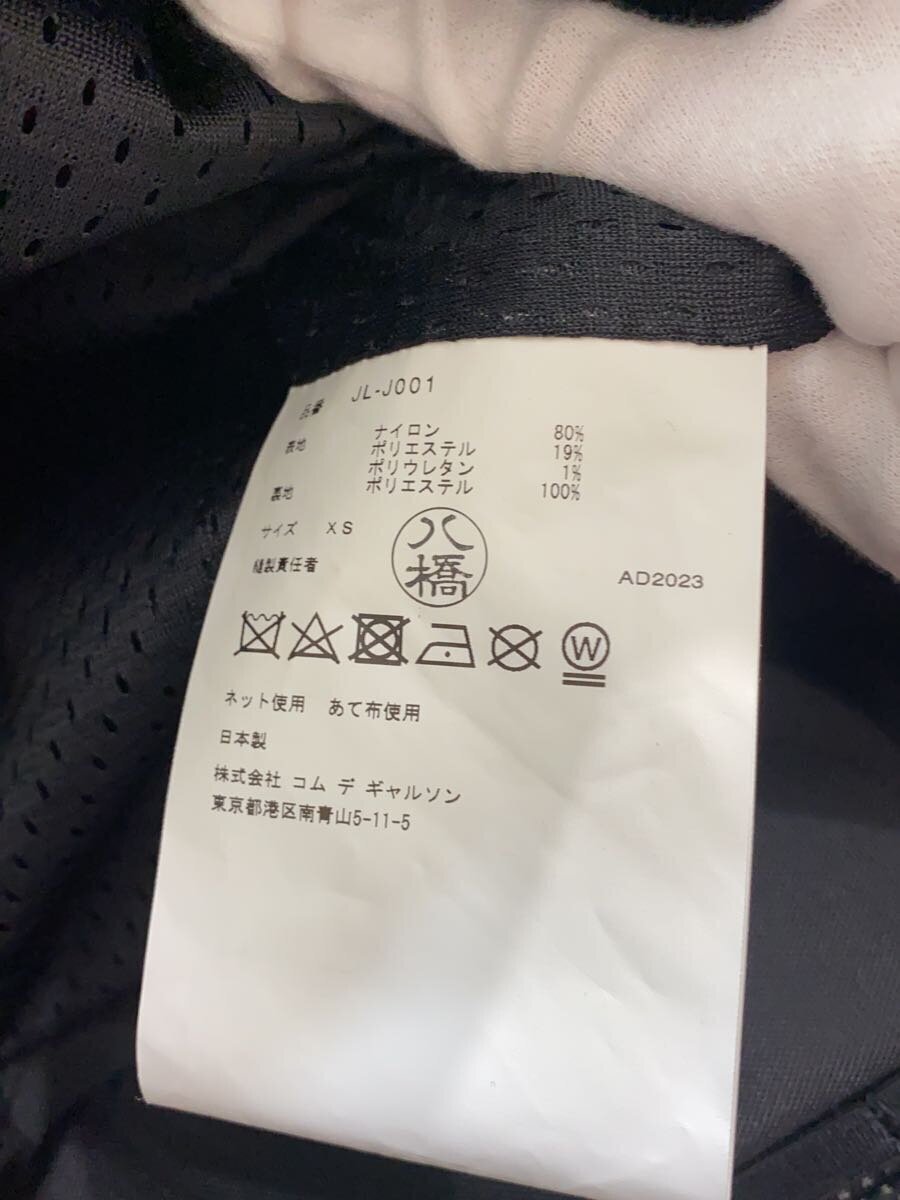 品番 JL-J001
表地 ナイロン 80%
ポリエステル 19%
ポリウレタン 1%
裏地 ポリエステル 100%
サイズ XS
縫製責任者 八橋 AD2023
W
ネット使用 あて布使用
日本製
株式会社 コム デ ギャルソン
東京都港区南青山5-11-5